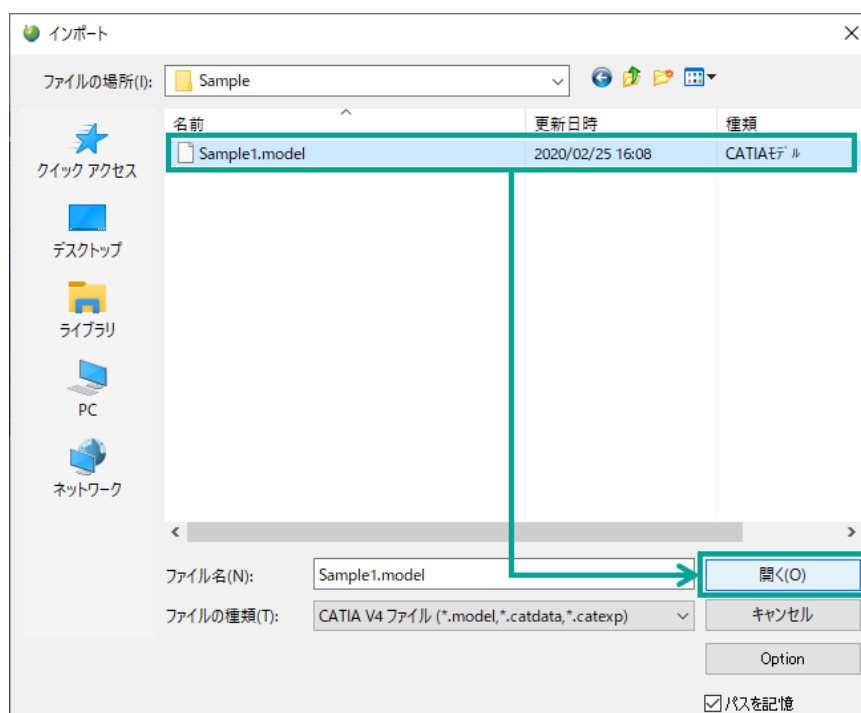 インポート
ファイルの場所(I):
Sample
名前
更新日時
種類
Sample1.model
2020/02/25 16:08
CATIAﾓﾃﾞﾙ
クイック アクセス
デスクトップ
ライブラリ
PC
ネットワーク
ファイル名(N):
Sample1.model
開く(O)
ファイルの種類(T):
CATIA V4 ファイル (*.model,*.catdata,*.catexp)
キャンセル
Option
パスを記憶